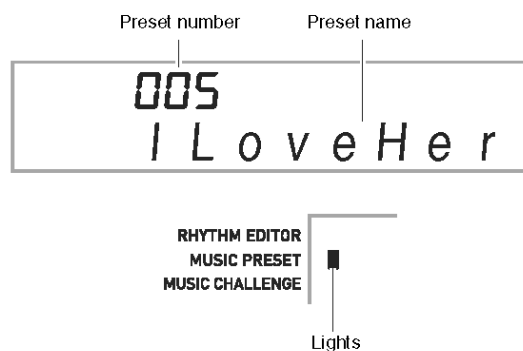 Preset number Preset name
005
I LoveHer
RHYTHM EDITOR
MUSIC PRESET
MUSIC CHALLENGE
Lights